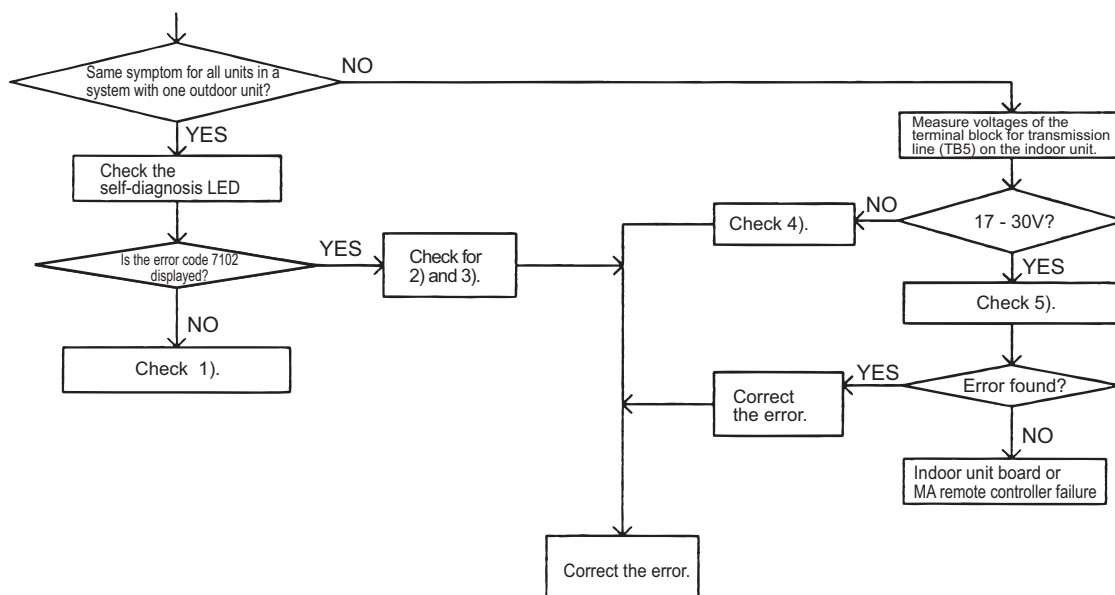 Same symptom for all units in a
system with one outdoor unit?
NO
YES
Measure voltages of the
terminal block for transmission
line (TB5) on the indoor unit.
Check the
self-diagnosis LED
17 - 30V?
NO
Check 4).
YES
Is the error code 7102
displayed?
YES
Check for
2) and 3).
Check 5).
NO
Check 1).
Error found?
YES
Correct
the error.
NO
Indoor unit board or
MA remote controller failure
Correct the error.